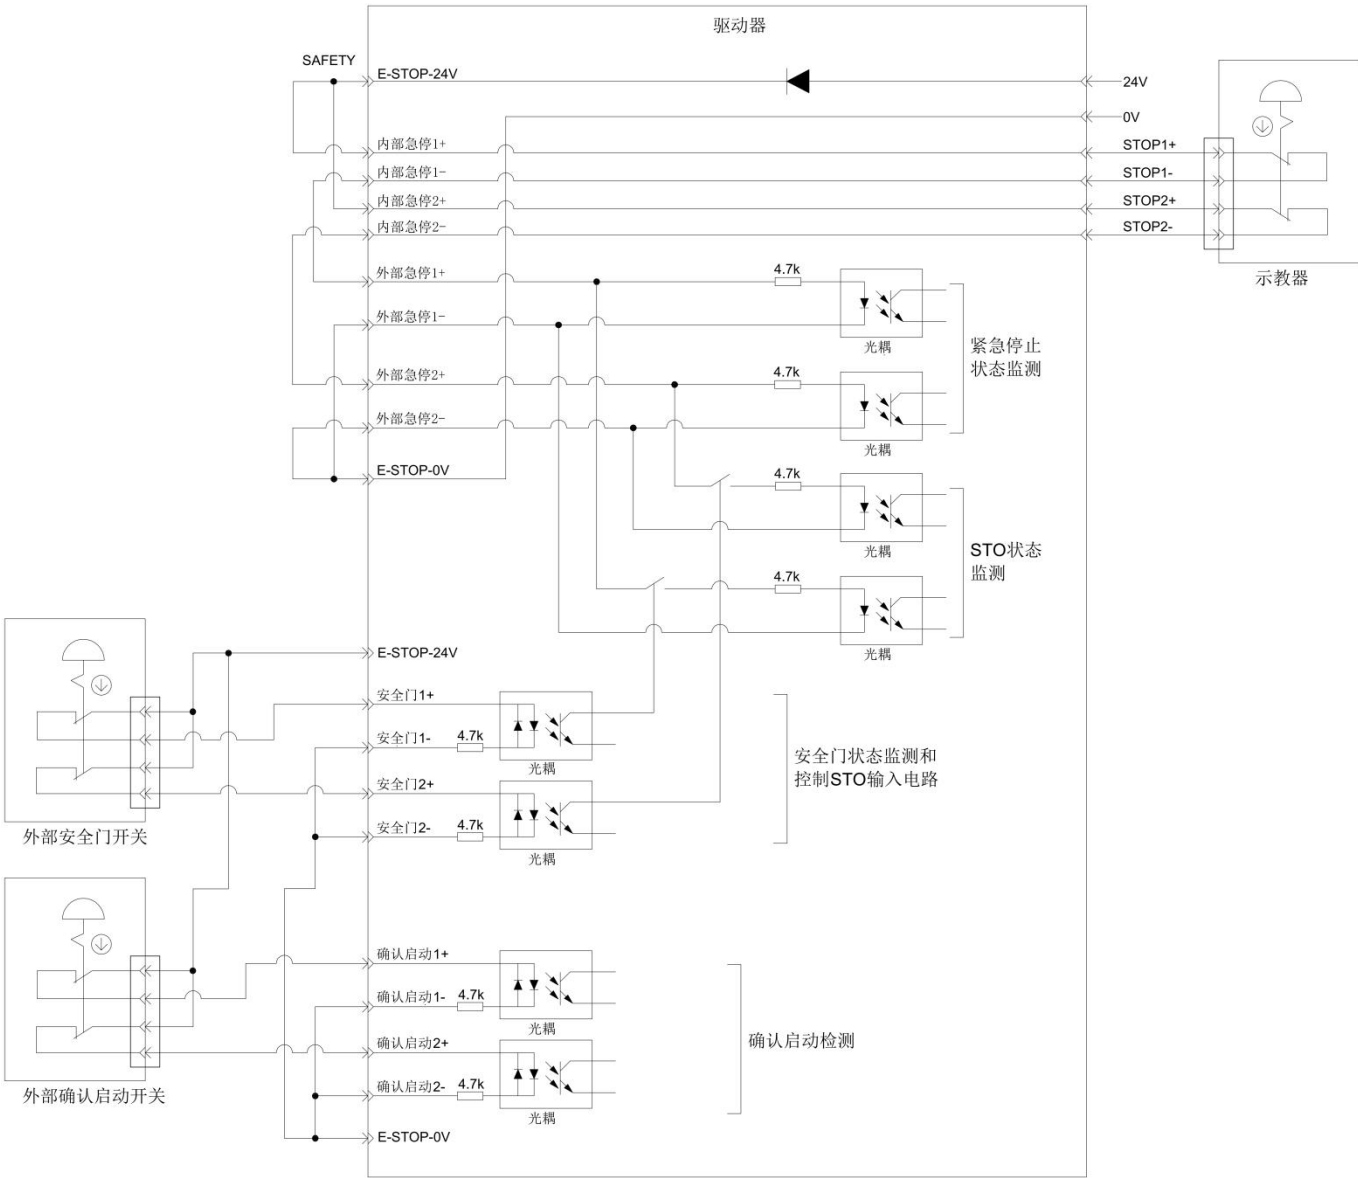 驱动器
SAFETY
E-STOP-24V
24V
0V
内部急停1+
STOP1+
内部急停1-
STOP1-
内部急停2+
STOP2+
内部急停2-
STOP2-
示教器
外部急停1+
4.7k
光耦
外部急停1-
紧急停止
状态监测
外部急停2+
4.7k
光耦
外部急停2-
E-STOP-0V
4.7k
光耦
STO状态
监测
4.7k
光耦
E-STOP-24V
安全门1+
安全门1-
4.7k
光耦
安全门状态监测和
控制STO输入电路
安全门2+
安全门2-
4.7k
光耦
外部安全门开关
确认启动1+
确认启动1-
4.7k
光耦
确认启动检测
确认启动2+
确认启动2-
4.7k
光耦
外部确认启动开关
E-STOP-0V